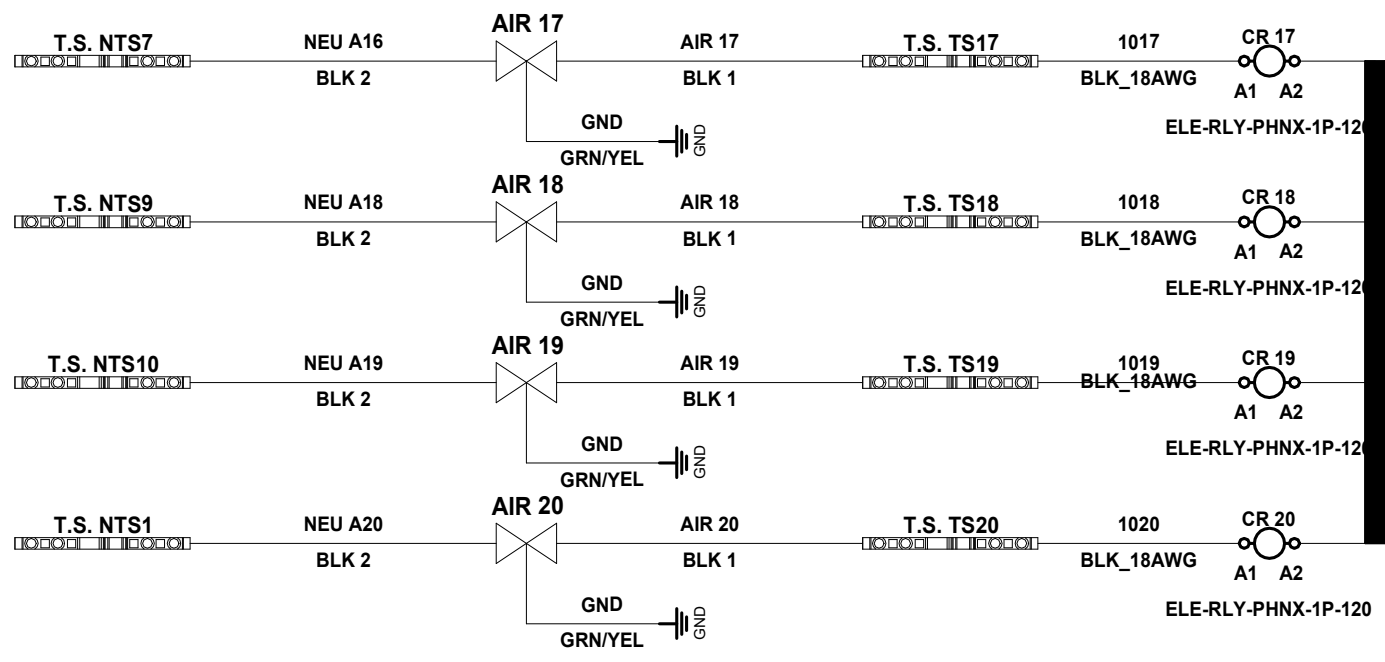 AIR 17
T.S. NTS7 NEU A16 AIR 17 T.S. TS17 1017 CR 17
BLK 2 BLK 1 BLK_18AWG A1 A2
GND GND
GRN/YEL
ELE-RLY-PHNX-1P-120
AIR 18
T.S. NTS9 NEU A18 AIR 18 T.S. TS18 1018 CR 18
BLK 2 BLK 1 BLK_18AWG A1 A2
GND GND
GRN/YEL
ELE-RLY-PHNX-1P-120
AIR 19
T.S. NTS10 NEU A19 AIR 19 T.S. TS19 1019 CR 19
BLK 2 BLK 1 BLK_18AWG A1 A2
GND GND
GRN/YEL
ELE-RLY-PHNX-1P-120
AIR 20
T.S. NTS1 NEU A20 AIR 20 T.S. TS20 1020 CR 20
BLK 2 BLK 1 BLK_18AWG A1 A2
GND GND
GRN/YEL
ELE-RLY-PHNX-1P-120